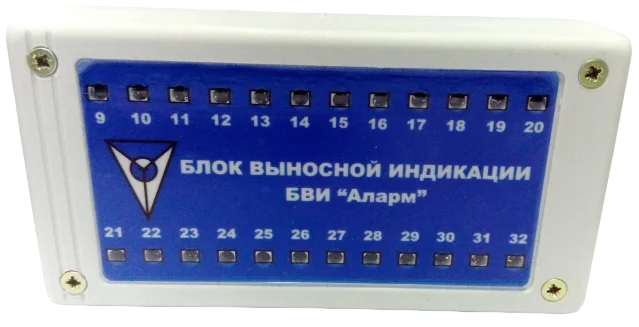 9 10 11 12 13 14 15 16 17 18 19 20
БЛОК ВЫНОСНОЙ ИНДИКАЦИИ
БВИ “Аларм”
21 22 23 24 25 26 27 28 29 30 31 32